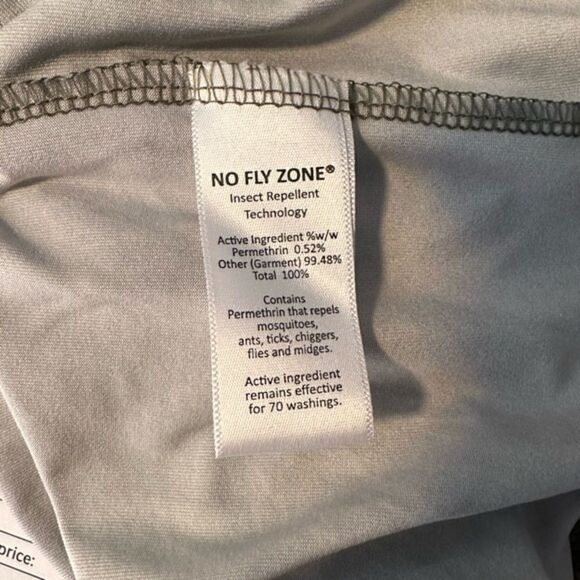 NO FLY ZONE®
Insect Repellent
Technology
Active Ingredient %w/w
Permethrin 0.52%
Other (Garment) 99.48%
Total 100%
Contains
Permethrin that repels
mosquitoes,
ants, ticks, chiggers,
flies and midges.
Active ingredient
remains effective
for 70 washings.
price: